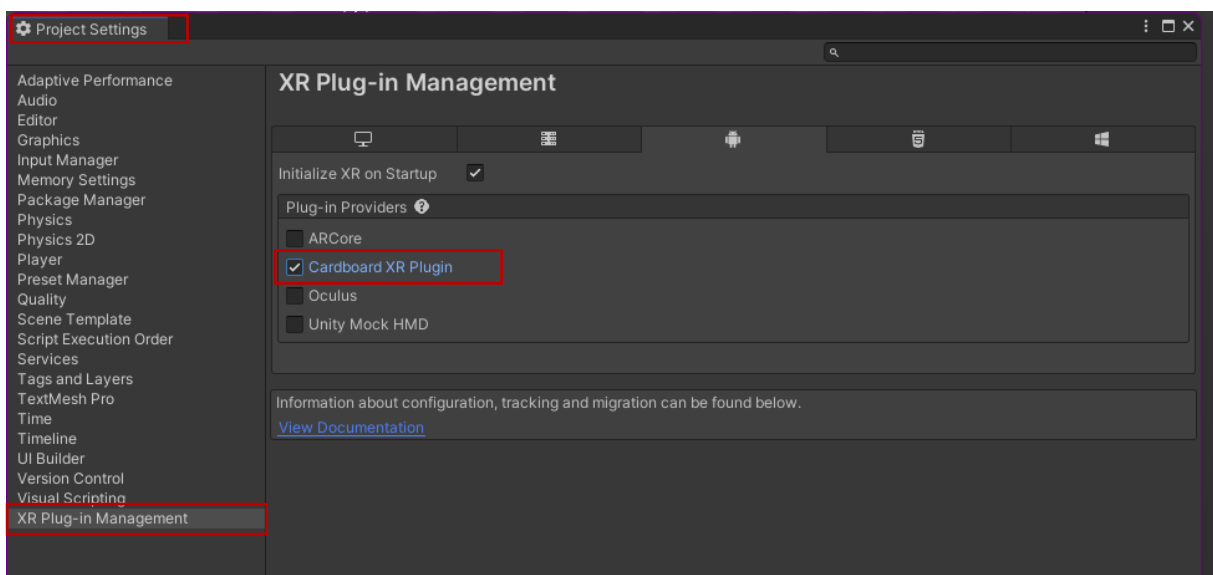 Project Settings
XR Plug-in Management
Adaptive Performance
Audio
Editor
Graphics
Input Manager
Memory Settings
Package Manager
Physics
Physics 2D
Player
Preset Manager
Quality
Scene Template
Script Execution Order
Services
Tags and Layers
TextMesh Pro
Time
Timeline
UI Builder
Version Control
Visual Scripting
XR Plug-in Management
Initialize XR on Startup
Plug-in Providers
ARCore
Cardboard XR Plugin
Oculus
Unity Mock HMD
Information about configuration, tracking and migration can be found below.
View Documentation